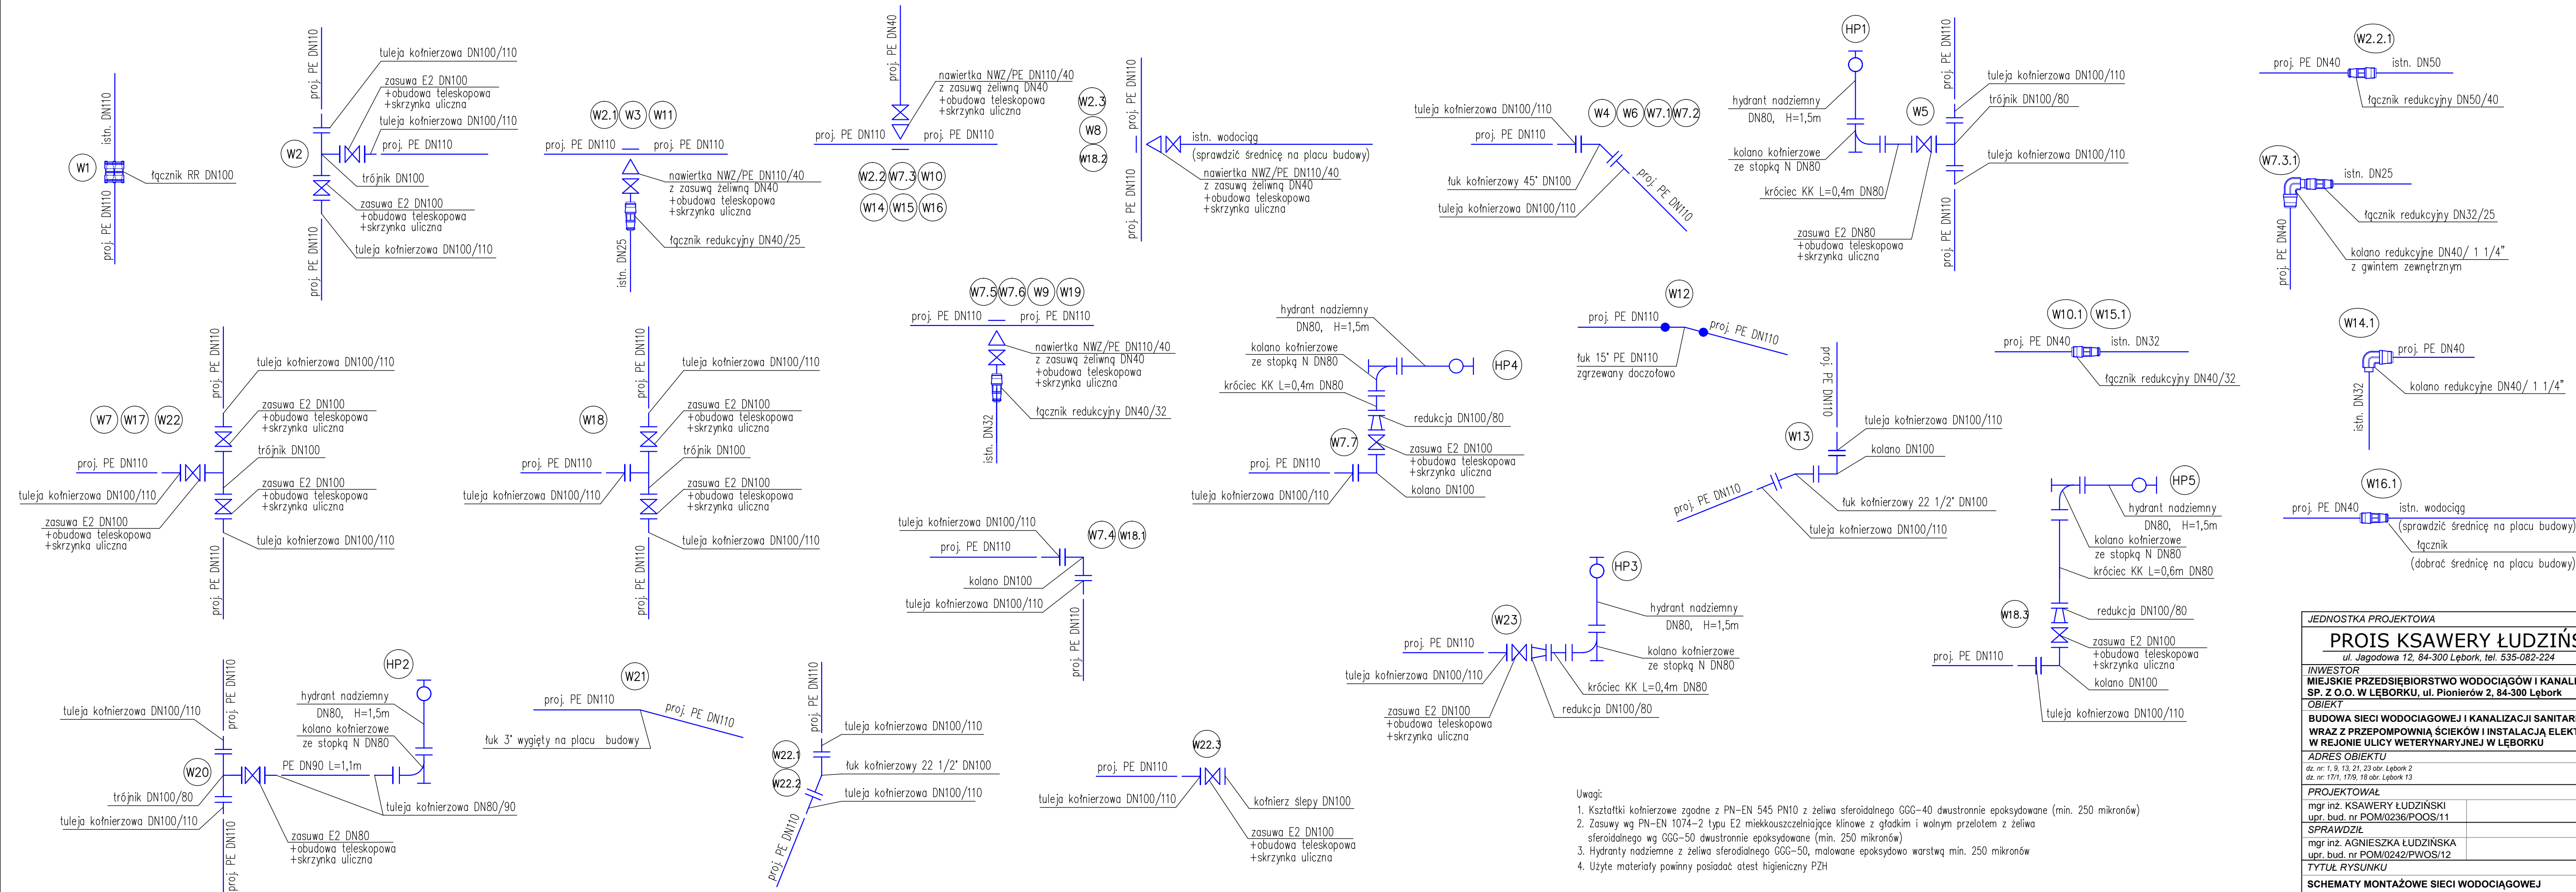 W1
istn. DN110
proj. PE DN110
łącznik RR DN100
W2
proj. PE DN110
tuleja kołnierzowa DN100/110
zasuwa E2 DN100
+obudowa teleskopowa
+skrzynka uliczna
tuleja kołnierzowa DN100/110
proj. PE DN110
trójnik DN100
zasuwa E2 DN100
+obudowa teleskopowa
+skrzynka uliczna
tuleja kołnierzowa DN100/110
proj. PE DN110
W2.1 W3 W11
proj. PE DN110 proj. PE DN110
nawiertka NWZ/PE DN110/40
z zasuwą żeliwną DN40
+obudowa teleskopowa
+skrzynka uliczna
łącznik redukcyjny DN40/25
istn. DN25
proj. PE DN40
nawiertka NWZ/PE DN110/40
z zasuwą żeliwną DN40
+obudowa teleskopowa
+skrzynka uliczna
proj. PE DN110 proj. PE DN110
W2.2 W7.3 W10
W14 W15 W16
W2.3
W8
W18.2
proj. PE DN110
proj. PE DN110
istn. wodociąg
(sprawdzić średnicę na placu budowy)
nawiertka NWZ/PE DN110/40
z zasuwą żeliwną DN40
+obudowa teleskopowa
+skrzynka uliczna
W4 W6 W7.1 W7.2
tuleja kołnierzowa DN100/110
proj. PE DN110
łuk kołnierzowy 45° DN100
tuleja kołnierzowa DN100/110
proj. PE DN110
HP1
hydrant nadziemny
DN80, H=1,5m
kolano kołnierzowe
ze stopką N DN80
króciec KK L=0,4m DN80
zasuwa E2 DN80
+obudowa teleskopowa
+skrzynka uliczna
W5
proj. PE DN110
tuleja kołnierzowa DN100/110
trójnik DN100/80
tuleja kołnierzowa DN100/110
proj. PE DN110
W2.2.1
proj. PE DN40 istn. DN50
łącznik redukcyjny DN50/40
W7.3.1
istn. DN25
łącznik redukcyjny DN32/25
kolano redukcyjne DN40/ 1 1/4"
z gwintem zewnętrznym
proj. PE DN40
W7 W17 W22
proj. PE DN110
tuleja kołnierzowa DN100/110
zasuwa E2 DN100
+obudowa teleskopowa
+skrzynka uliczna
trójnik DN100
zasuwa E2 DN100
+obudowa teleskopowa
+skrzynka uliczna
tuleja kołnierzowa DN100/110
proj. PE DN110
proj. PE DN110
tuleja kołnierzowa DN100/110
zasuwa E2 DN100
+obudowa teleskopowa
+skrzynka uliczna
W18
proj. PE DN110
tuleja kołnierzowa DN100/110
zasuwa E2 DN100
+obudowa teleskopowa
+skrzynka uliczna
trójnik DN100
zasuwa E2 DN100
+obudowa teleskopowa
+skrzynka uliczna
tuleja kołnierzowa DN100/110
proj. PE DN110
proj. PE DN110
tuleja kołnierzowa DN100/110
W7.5 W7.6 W9 W19
proj. PE DN110 proj. PE DN110
nawiertka NWZ/PE DN110/40
z zasuwą żeliwną DN40
+obudowa teleskopowa
+skrzynka uliczna
łącznik redukcyjny DN40/32
istn. DN32
hydrant nadziemny
DN80, H=1,5m
kolano kołnierzowe
ze stopką N DN80
HP4
króciec KK L=0,4m DN80
redukcja DN100/80
W7.7
zasuwa E2 DN100
+obudowa teleskopowa
+skrzynka uliczna
proj. PE DN110
kolano DN100
tuleja kołnierzowa DN100/110
W12
proj. PE DN110 proj. PE DN110
łuk 15° PE DN110
zgrzewany doczołowo
proj. PE DN110
W13
tuleja kołnierzowa DN100/110
kolano DN100
łuk kołnierzowy 22 1/2° DN100
proj. PE DN110
tuleja kołnierzowa DN100/110
W10.1 W15.1
proj. PE DN40 istn. DN32
łącznik redukcyjny DN40/32
W14.1
proj. PE DN40
kolano redukcyjne DN40/ 1 1/4"
istn. DN32
W16.1
proj. PE DN40 istn. wodociąg
(sprawdzić średnicę na placu budowy)
łącznik
(dobrać średnicę na placu budowy)
HP5
hydrant nadziemny
DN80, H=1,5m
kolano kołnierzowe
ze stopką N DN80
króciec KK L=0,6m DN80
redukcja DN100/80
W18.3
zasuwa E2 DN100
+obudowa teleskopowa
+skrzynka uliczna
proj. PE DN110
kolano DN100
tuleja kołnierzowa DN100/110
W7.4 W18.1
tuleja kołnierzowa DN100/110
proj. PE DN110
kolano DN100
tuleja kołnierzowa DN100/110
proj. PE DN110
HP3
hydrant nadziemny
DN80, H=1,5m
W23
proj. PE DN110
kolano kołnierzowe
ze stopką N DN80
tuleja kołnierzowa DN100/110
króciec KK L=0,4m DN80
zasuwa E2 DN100
+obudowa teleskopowa
+skrzynka uliczna
redukcja DN100/80
HP2
proj. PE DN110
hydrant nadziemny
DN80, H=1,5m
kolano kołnierzowe
ze stopką N DN80
tuleja kołnierzowa DN100/110
W20
PE DN90 L=1,1m
trójnik DN100/80
tuleja kołnierzowa DN80/90
tuleja kołnierzowa DN100/110
zasuwa E2 DN80
+obudowa teleskopowa
+skrzynka uliczna
proj. PE DN110
W21
proj. PE DN110 proj. PE DN110
łuk 3° wygięty na placu budowy
W22.1
W22.2
proj. PE DN110
tuleja kołnierzowa DN100/110
łuk kołnierzowy 22 1/2° DN100
tuleja kołnierzowa DN100/110
proj. PE DN110
W22.3
proj. PE DN110
tuleja kołnierzowa DN100/110
kołnierz ślepy DN100
zasuwa E2 DN100
+obudowa teleskopowa
+skrzynka uliczna
Uwagi:
1. Kształtki kołnierzowe zgodne z PN-EN 545 PN10 z żeliwa sferoidalnego GGG-40 dwustronnie epoksydowane (min. 250 mikronów)
2. Zasuwy wg PN-EN 1074-2 typu E2 miekkouszczelniające klinowe z gładkim i wolnym przelotem z żeliwa
sferoidalnego wg GGG-50 dwustronnie epoksydowane (min. 250 mikronów)
3. Hydranty nadziemne z żeliwa sferodialnego GGG-50, malowane epoksydowo warstwą min. 250 mikronów
4. Użyte materiały powinny posiadać atest higieniczny PZH
JEDNOSTKA PROJEKTOWA
PROIS KSAWERY ŁUDZIŃS
ul. Jagodowa 12, 84-300 Lębork, tel. 535-082-224
INWESTOR
MIEJSKIE PRZEDSIĘBIORSTWO WODOCIĄGÓW I KANALI
SP. Z O.O. W LĘBORKU, ul. Pionierów 2, 84-300 Lębork
OBIEKT
BUDOWA SIECI WODOCIAGOWEJ I KANALIZACJI SANITAR
WRAZ Z PRZEPOMPOWNIĄ ŚCIEKÓW I INSTALACJĄ ELEKT
W REJONIE ULICY WETERYNARYJNEJ W LĘBORKU
ADRES OBIEKTU
dz. nr: 1, 9, 13, 21, 23 obr. Lębork 2
dz. nr: 17/1, 17/9, 18 obr. Lębork 13
PROJEKTOWAŁ
mgr inż. KSAWERY ŁUDZIŃSKI
upr. bud. nr POM/0236/POOS/11
SPRAWDZIŁ
mgr inż. AGNIESZKA ŁUDZIŃSKA
upr. bud. nr POM/0242/PWOS/12
TYTUŁ RYSUNKU
SCHEMATY MONTAŻOWE SIECI WODOCIĄGOWEJ